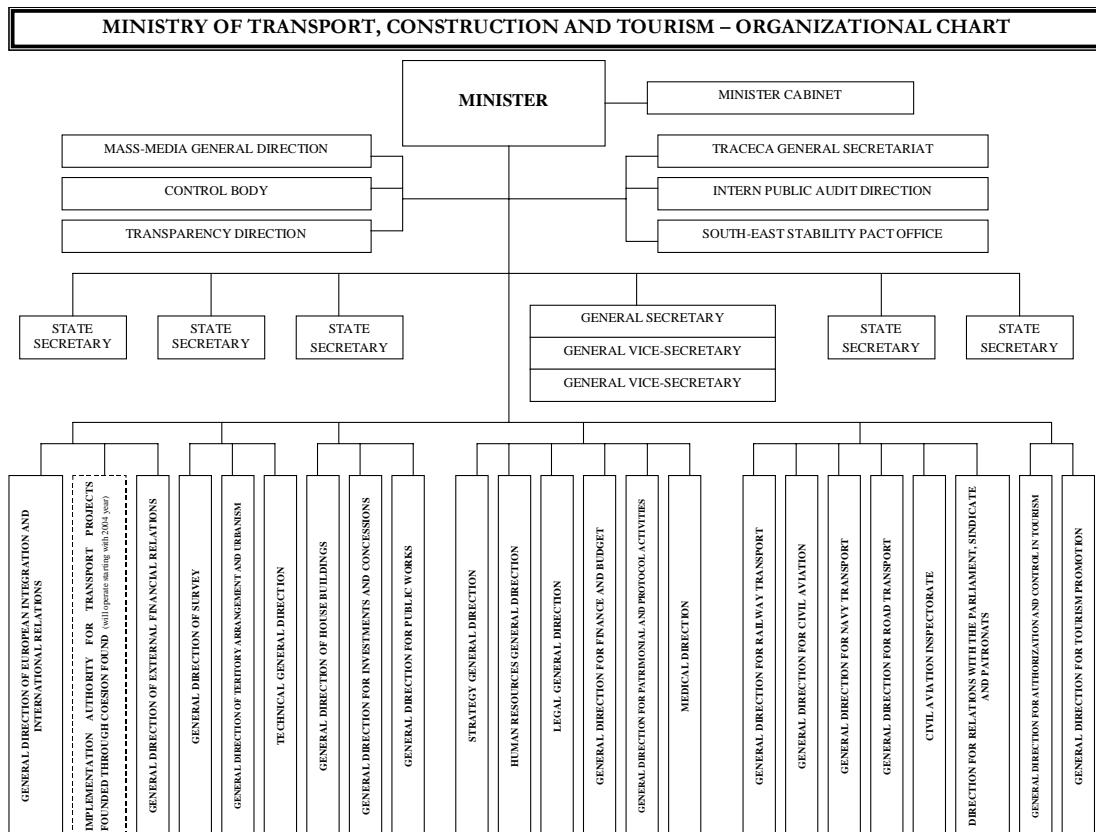 MINISTRY OF TRANSPORT, CONSTRUCTION AND TOURISM – ORGANIZATIONAL CHART
MINISTER
MINISTER CABINET
MASS-MEDIA GENERAL DIRECTION
TRACECA GENERAL SECRETARIAT
CONTROL BODY
INTERN PUBLIC AUDIT DIRECTION
TRANSPARENCY DIRECTION
SOUTH-EAST STABILITY PACT OFFICE
STATE
SECRETARY
STATE
SECRETARY
STATE
SECRETARY
GENERAL SECRETARY
GENERAL VICE-SECRETARY
GENERAL VICE-SECRETARY
STATE
SECRETARY
STATE
SECRETARY
GENERAL DIRECTION OF EUROPEAN INTEGRATION AND
INTERNATIONAL RELATIONS
IMPLEMENTATION AUTHORITY FOR TRANSPORT PROJECTS
FOUNDED THROUGH COESION FOUND (will operate starting with 2004 year)
GENERAL DIRECTION OF EXTERNAL FINANCIAL RELATIONS
GENERAL DIRECTION OF SURVEY
GENERAL DIRECTION OF TERITORY ARRANGEMENT AND URBANISM
TECHNICAL GENERAL DIRECTION
GENERAL DIRECTION OF HOUSE BUILDINGS
GENERAL DIRECTION FOR INVESTMENTS AND CONCESSIONS
GENERAL DIRECTION FOR PUBLIC WORKS
STRATEGY GENERAL DIRECTION
HUMAN RESOURCES GENERAL DIRECTION
LEGAL GENERAL DIRECTION
GENERAL DIRECTION FOR FINANCE AND BUDGET
GENERAL DIRECTION FOR PATRIMONIAL AND PROTOCOL ACTIVITIES
MEDICAL DIRECTION
GENERAL DIRECTION FOR RAILWAY TRANSPORT
GENERAL DIRECTION FOR CIVIL AVIATION
GENERAL DIRECTION FOR NAVY TRANSPORT
GENERAL DIRECTION FOR ROAD TRANSPORT
CIVIL AVIATION INSPECTORATE
DIRECTION FOR RELATIONS WITH THE PARLIAMENT, SINDICATE
AND PATRONATS
GENERAL DIRECTION FOR AUTHORIZATION AND CONTROL IN TOURISM
GENERAL DIRECTION FOR TOURISM PROMOTION